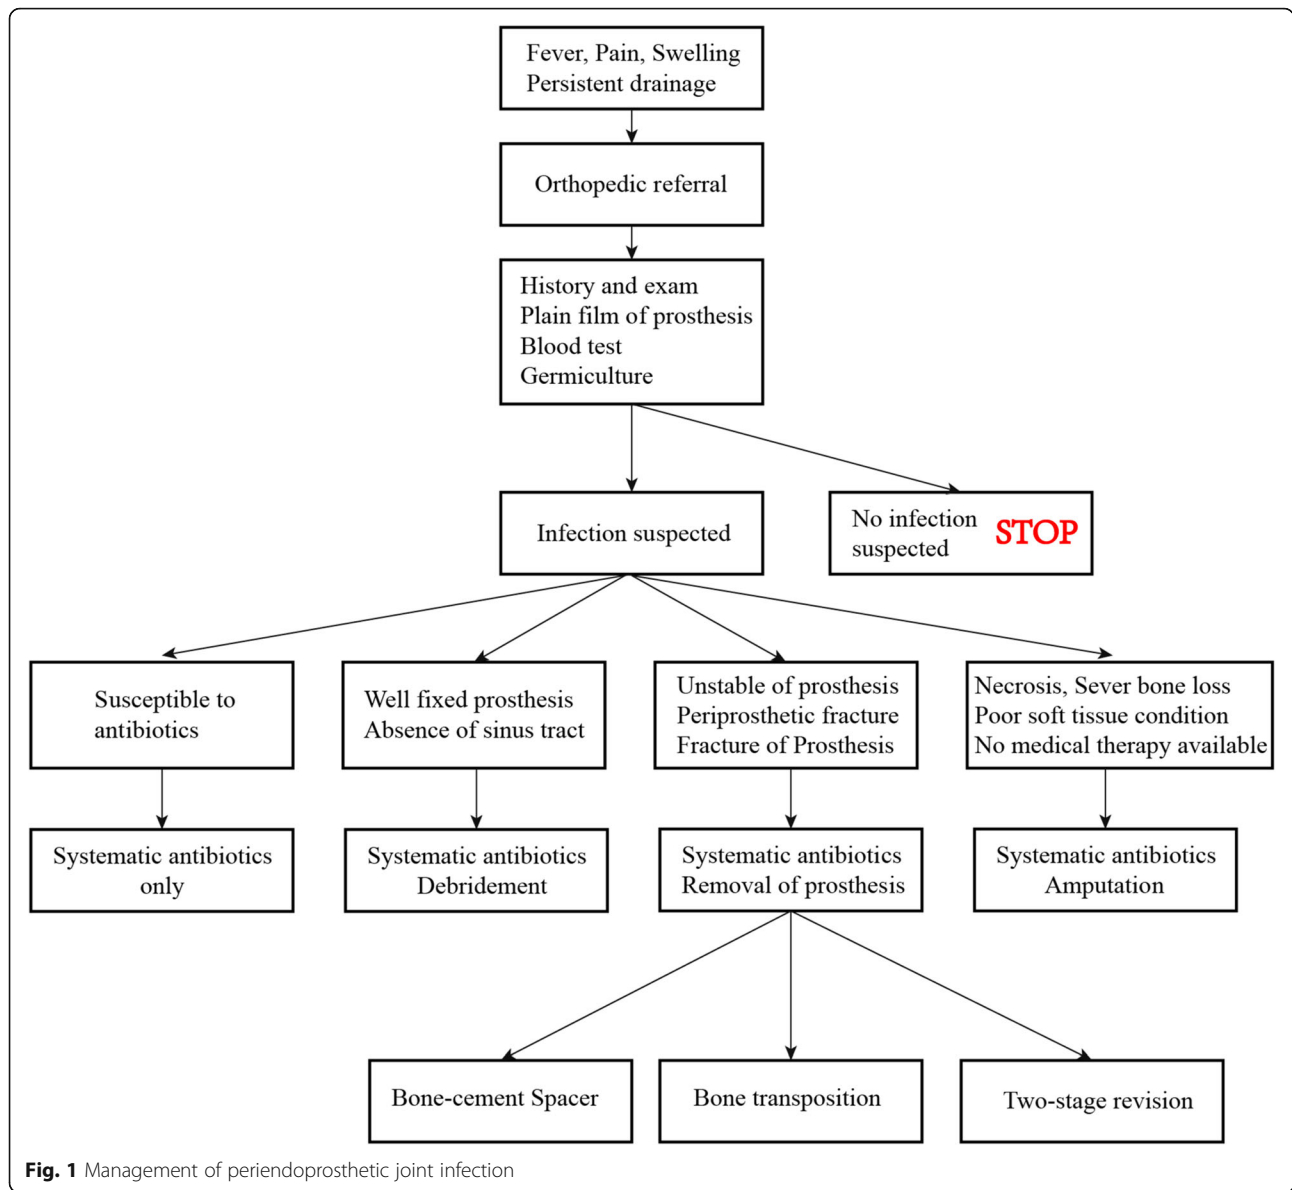 Fever, Pain, Swelling
Persistent drainage
Orthopedic referral
History and exam
Plain film of prosthesis
Blood test
Germiculture
Infection suspected
No infection
suspected
STOP
Susceptible to
antibiotics
Well fixed prosthesis
Absence of sinus tract
Unstable of prosthesis
Periprosthetic fracture
Fracture of Prosthesis
Necrosis, Sever bone loss
Poor soft tissue condition
No medical therapy available
Systematic antibiotics
only
Systematic antibiotics
Debridement
Systematic antibiotics
Removal of prosthesis
Systematic antibiotics
Amputation
Bone-cement Spacer
Bone transposition
Two-stage revision
Fig. 1 Management of periendoprosthetic joint infection